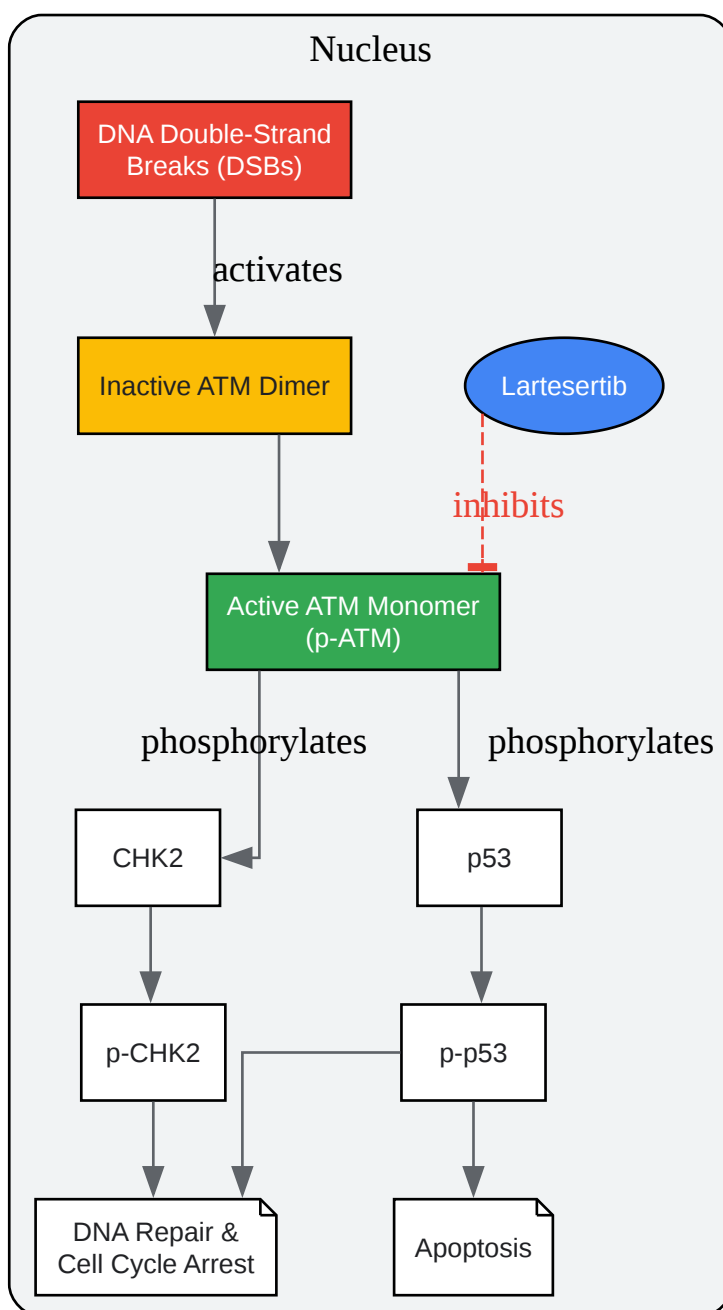 Nucleus
DNA Double-Strand
Breaks (DSBs)
activates
Inactive ATM Dimer
Lartesertib
inhibits
Active ATM Monomer
(p-ATM)
phosphorylates
phosphorylates
CHK2
p53
p-CHK2
p-p53
DNA Repair &
Cell Cycle Arrest
Apoptosis